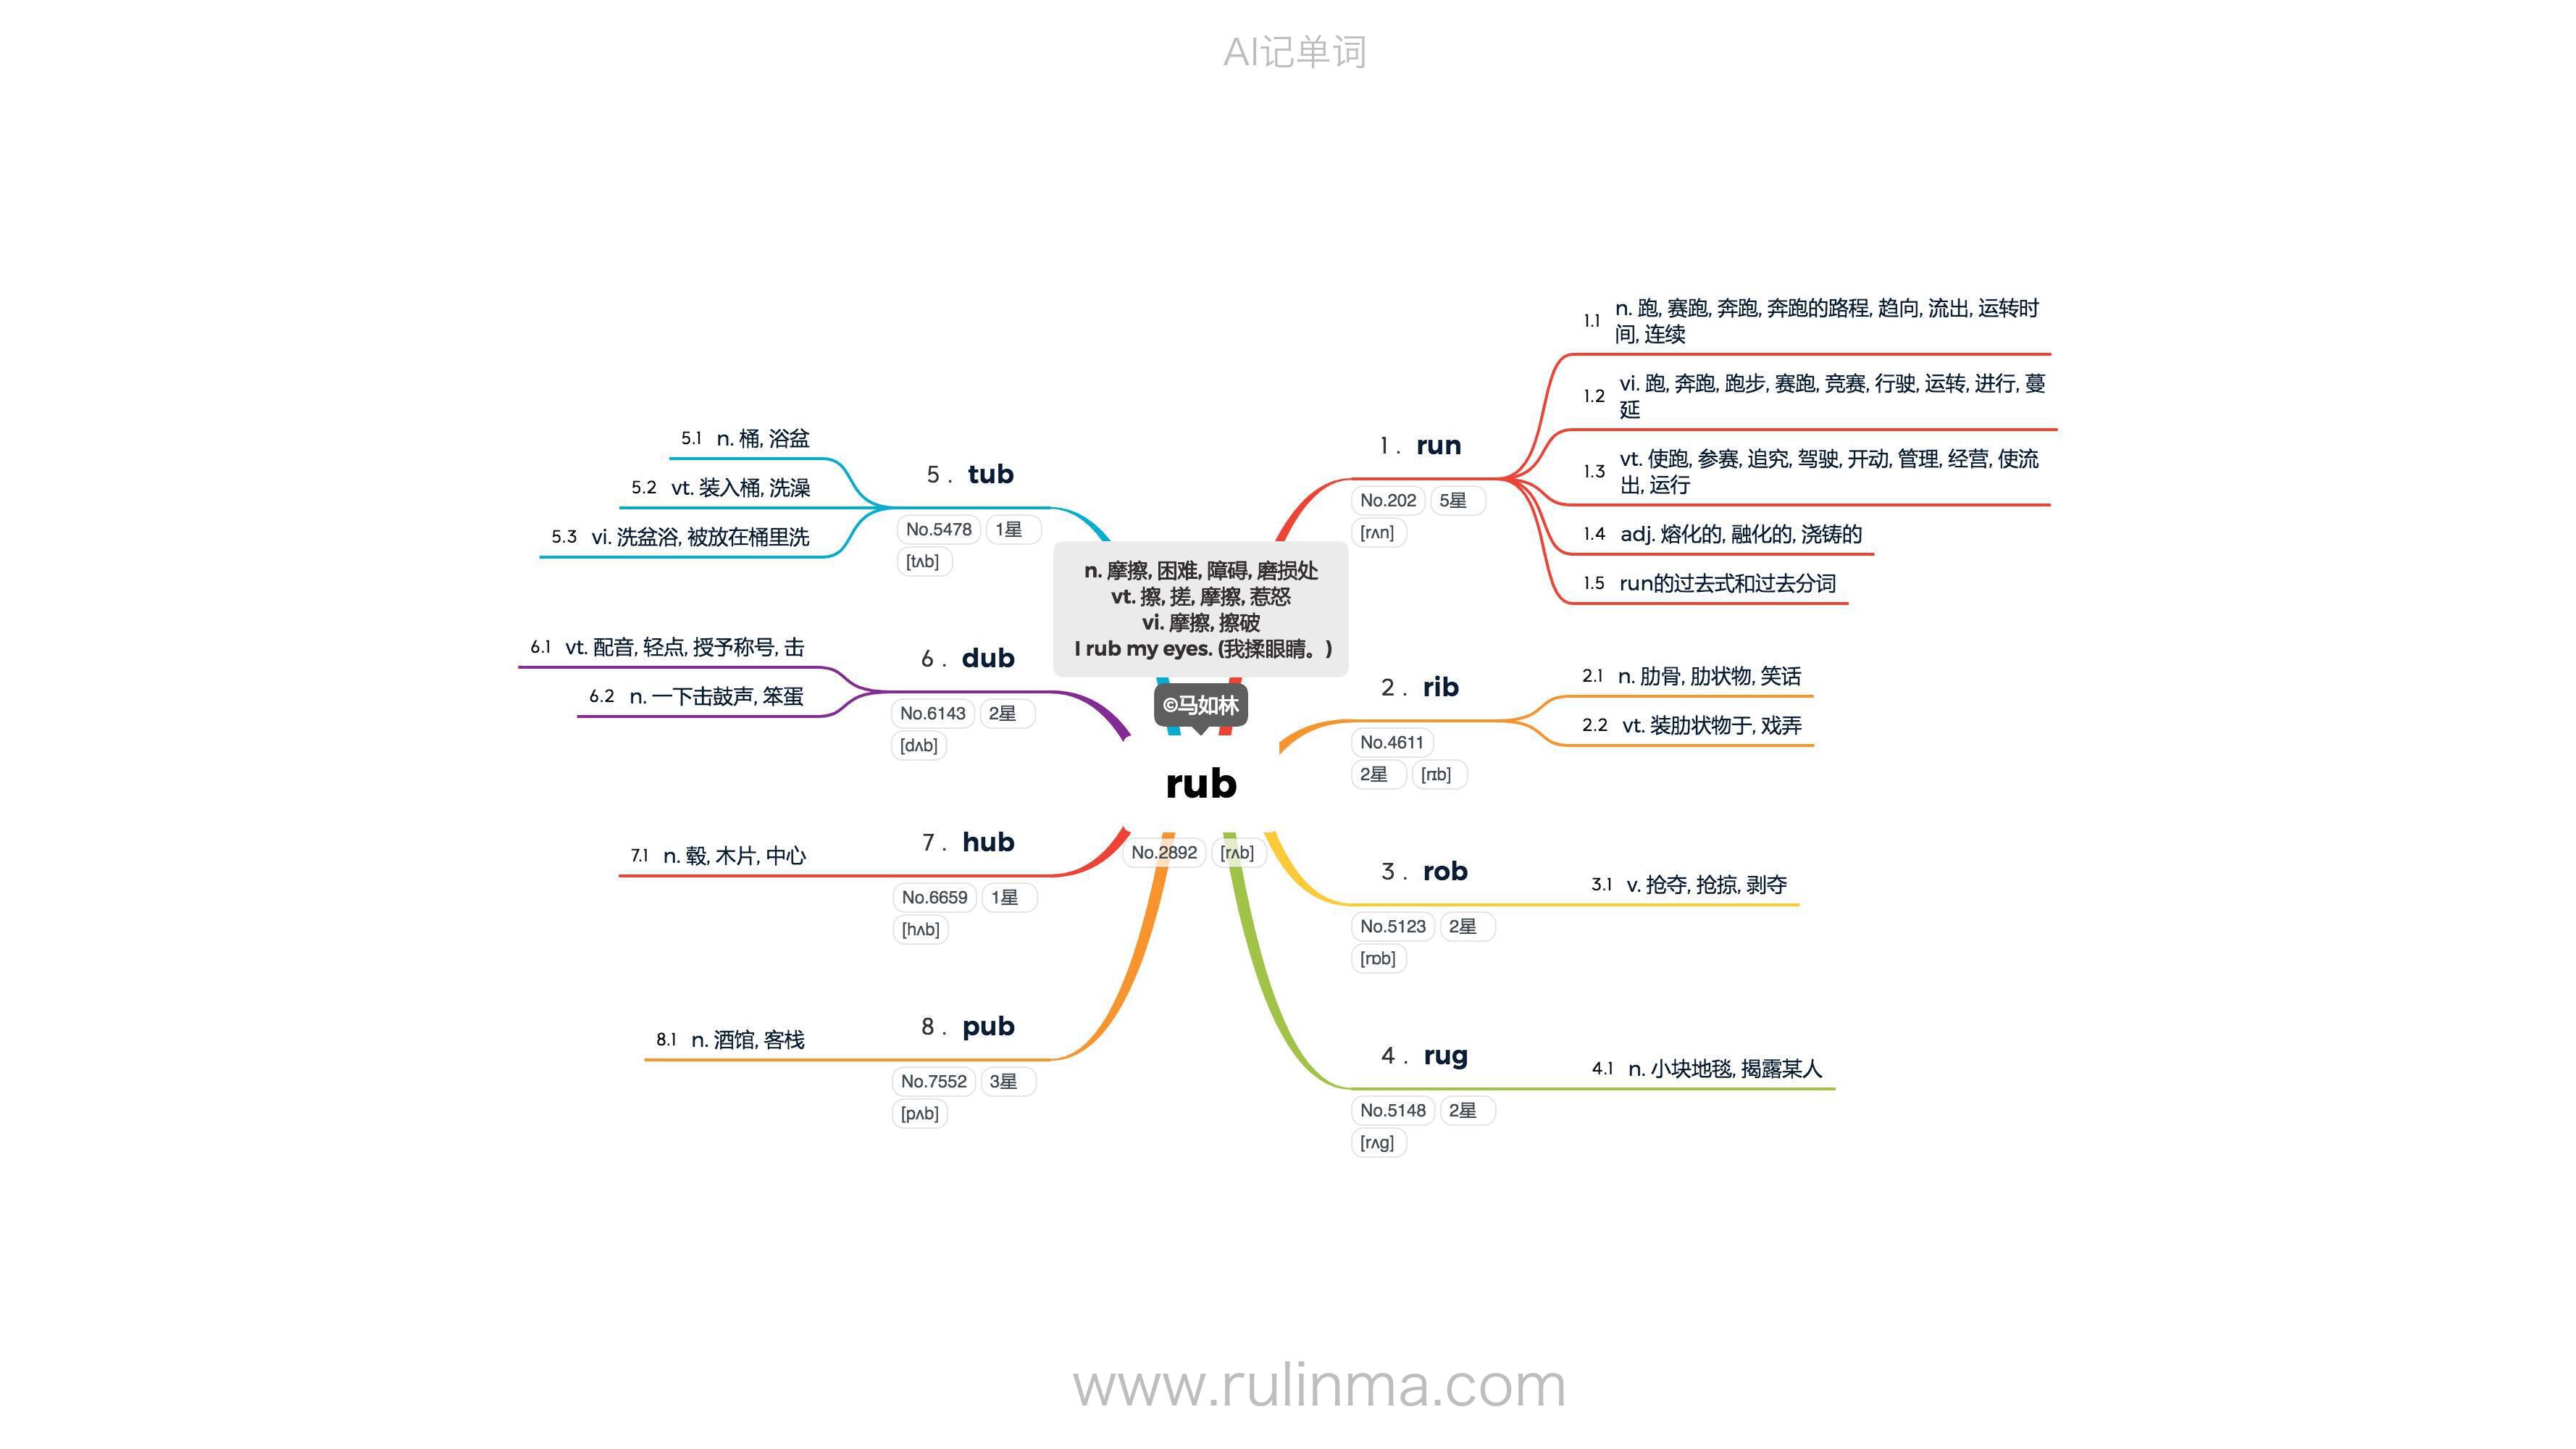 AI记单词
n. 摩擦, 困难, 障碍, 磨损处
vt. 擦, 搓, 摩擦, 惹怒
vi. 摩擦, 擦破
I rub my eyes. (我揉眼睛。)
©马如林
rub
No.2892 [rʌb]
1. run
No.202 5星
[rʌn]
1.1 n. 跑, 赛跑, 奔跑, 奔跑的路程, 趋向, 流出, 运转时
间, 连续
1.2 vi. 跑, 奔跑, 跑步, 赛跑, 竞赛, 行驶, 运转, 进行, 蔓
延
1.3 vt. 使跑, 参赛, 追究, 驾驶, 开动, 管理, 经营, 使流
出, 运行
1.4 adj. 熔化的, 融化的, 浇铸的
1.5 run的过去式和过去分词
2. rib
No.4611
2星 [rɪb]
2.1 n. 肋骨, 肋状物, 笑话
2.2 vt. 装肋状物于, 戏弄
3. rob
No.5123 2星
[rɒb]
3.1 v. 抢夺, 抢掠, 剥夺
4. rug
No.5148 2星
[rʌg]
4.1 n. 小块地毯, 揭露某人
5. tub
No.5478 1星
[tʌb]
5.1 n. 桶, 浴盆
5.2 vt. 装入桶, 洗澡
5.3 vi. 洗盆浴, 被放在桶里洗
6. dub
No.6143 2星
[dʌb]
6.1 vt. 配音, 轻点, 授予称号, 击
6.2 n. 一下击鼓声, 笨蛋
7. hub
No.6659 1星
[hʌb]
7.1 n. 毂, 木片, 中心
8. pub
No.7552 3星
[pʌb]
8.1 n. 酒馆, 客栈
www.rulinma.com